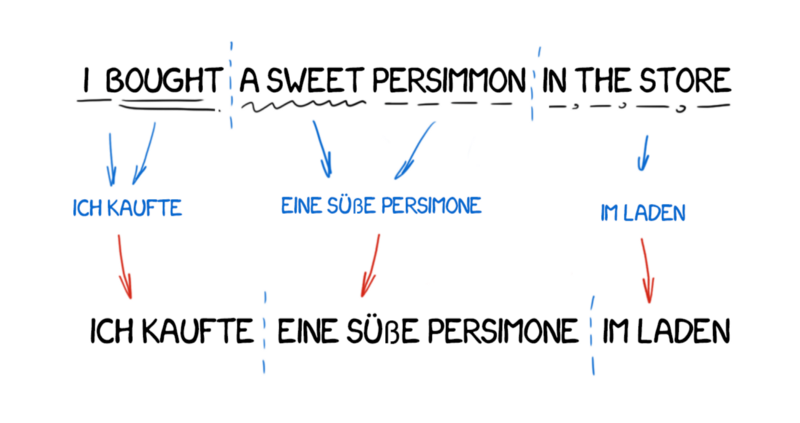 I BOUGHT A SWEET PERSIMMON IN THE STORE
ICH KAUFTE EINE SÜßE PERSIMONE IM LADEN
ICH KAUFTE EINE SÜßE PERSIMONE IM LADEN